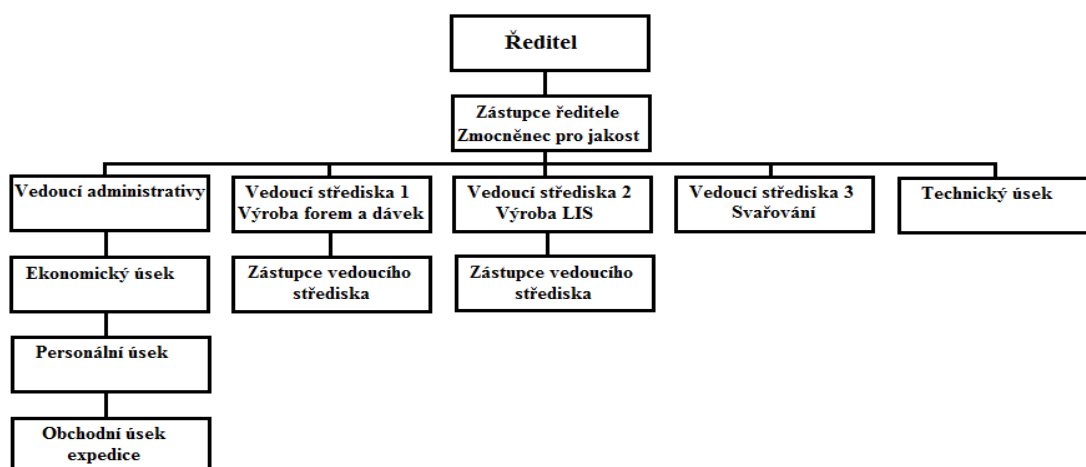 Ředitel
Zástupce ředitele
Zmocněnec pro jakost
Vedoucí administrativy
Vedoucí střediska 1
Výroba forem a dávek
Vedoucí střediska 2
Výroba LIS
Vedoucí střediska 3
Svařování
Technický úsek
Ekonomický úsek
Zástupce vedoucího
střediska
Zástupce vedoucího
střediska
Personální úsek
Obchodní úsek
expedice